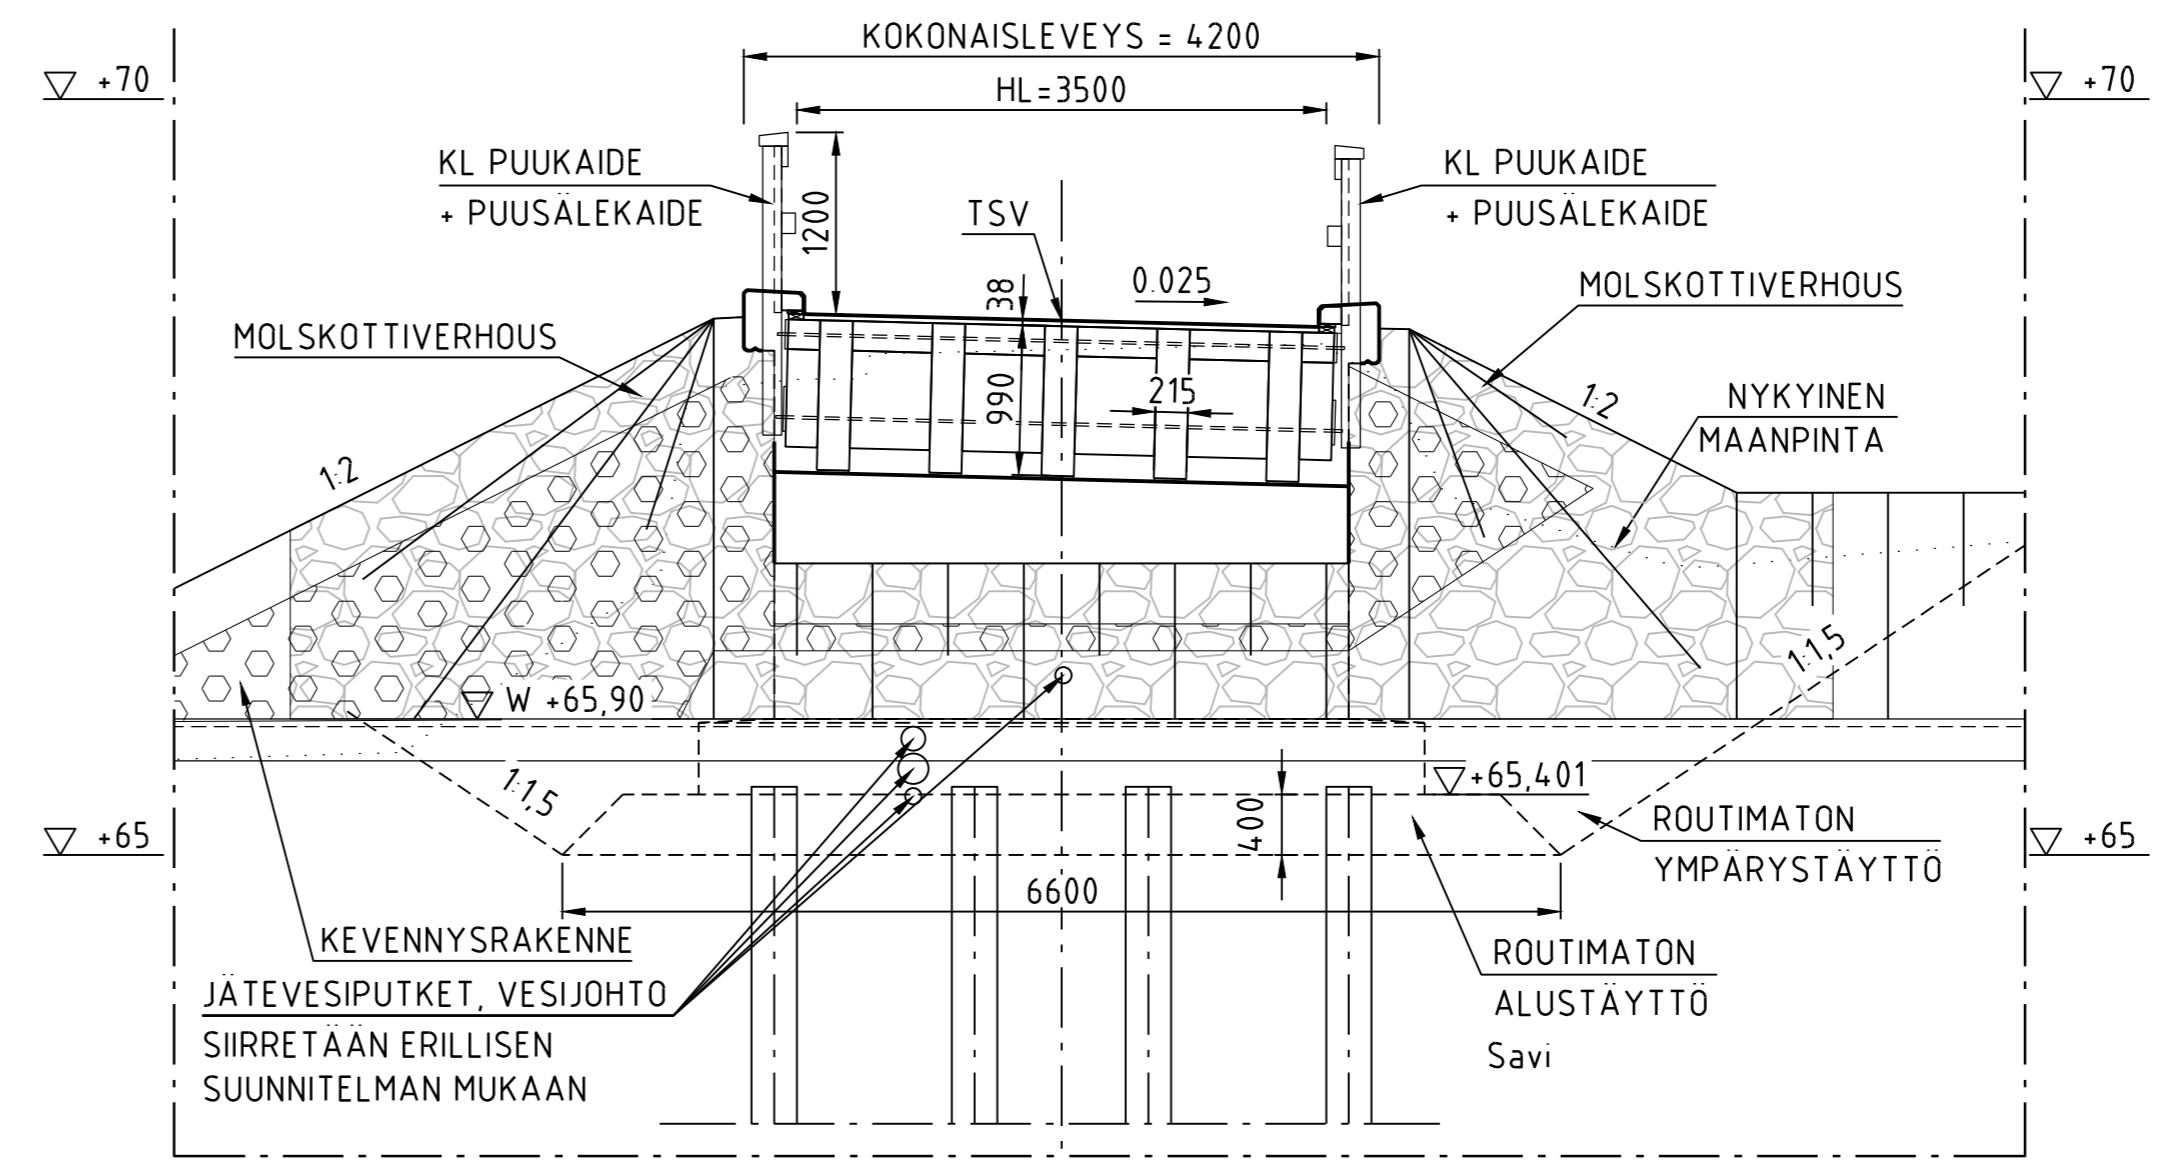 KOKONAISLEVEYS = 4200
+70
+70
HL=3500
KL PUUKAIDE
+ PUUSÄLEKAIDE
1200
TSV
KL PUUKAIDE
+ PUUSÄLEKAIDE
38
0.025
MOLSKOTTIVERHOUS
MOLSKOTTIVERHOUS
990
215
1:2
1:2
NYKYINEN
MAANPINTA
W +65,90
1:1,5
1:1,5
+65,401
400
+65
+65
ROUTIMATON
YMPÄRYSTÄYTTÖ
6600
KEVENNYSRAKENNE
ROUTIMATON
ALUSTÄYTTÖ
Savi
JÄTEVESIPUTKET, VESIJOHTO
SIIRRETÄÄN ERILLISEN
SUUNNITELMAN MUKAAN